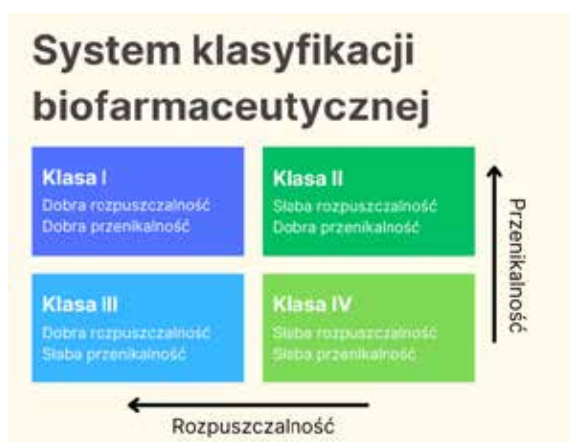 System klasyfikacji
biofarmaceutycznej
Klasa I
Dobra rozpuszczalność
Dobra przenikalność
Klasa II
Słaba rozpuszczalność
Dobra przenikalność
Klasa III
Dobra rozpuszczalność
Słaba przenikalność
Klasa IV
Słaba rozpuszczalność
Słaba przenikalność
Przenikalność
Rozpuszczalność